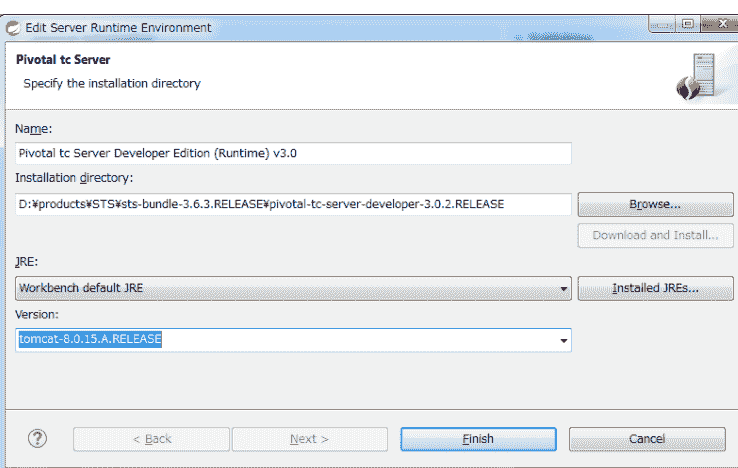 Edit Server Runtime Environment
Pivotal tc Server
Specify the installation directory
Name:
Pivotal tc Server Developer Edition (Runtime) v3.0
Installation directory:
D:¥products¥STS¥sts-bundle-3.6.3.RELEASE¥pivotal-tc-server-developer-3.0.2.RELEASE
Browse...
Download and Install...
JRE:
Workbench default JRE
Installed JREs...
Version:
tomcat-8.0.15.A.RELEASE
?
< Back
Next >
Finish
Cancel